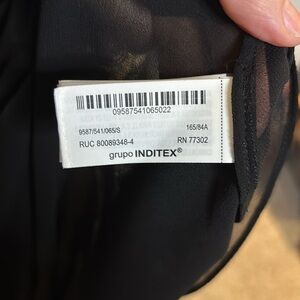 09587541065022
9587/541/065/S 165/84A
RUC 80089348-4 RN 77302
grupo INDITEX®